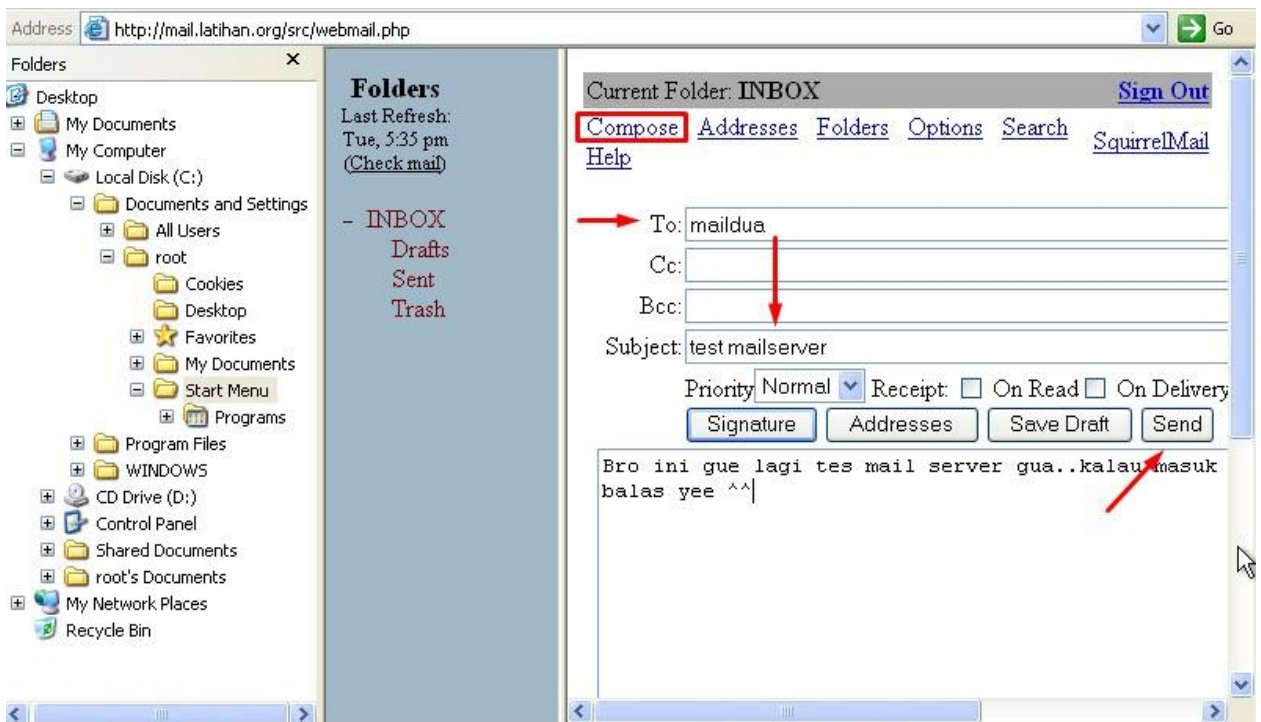 Address http://mail.latihan.org/src/webmail.php Go
Folders
Desktop
My Documents
My Computer
Local Disk (C:)
Documents and Settings
All Users
root
Cookies
Desktop
Favorites
My Documents
Start Menu
Programs
Program Files
WINDOWS
CD Drive (D:)
Control Panel
Shared Documents
root's Documents
My Network Places
Recycle Bin
Folders
Last Refresh:
Tue, 5:35 pm
(Check mail)
- INBOX
Drafts
Sent
Trash
Current Folder: INBOX Sign Out
Compose Addresses Folders Options Search SquirrelMail
Help
To: maildua
Cc:
Bcc:
Subject: test mailserver
Priority Normal Receipt: On Read On Delivery
Signature Addresses Save Draft Send
Bro ini gue lagi tes mail server gua..kalau masuk
balas yee ^^